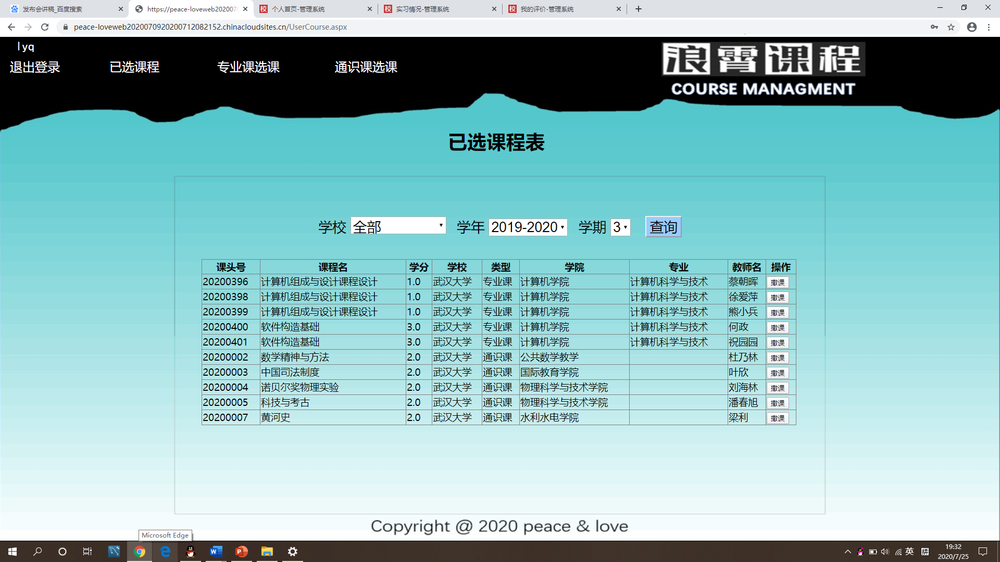 发布会讲稿_百度搜索
https://peace-loveweb2020070
个人首页-管理系统
实习情况-管理系统
我的评价-管理系统
peace-loveweb2020070920200712082152.chinacloudsites.cn/UserCourse.aspx
lyq
退出登录 已选课程 专业课选课 通识课选课
浪霄课程
COURSE MANAGMENT
已选课程表
学校 全部 学年 2019-2020 学期 3 查询
课头号 课程名 学分 学校 类型 学院 专业 教师名 操作
20200396 计算机组成与设计课程设计 1.0 武汉大学 专业课 计算机学院 计算机科学与技术 蔡朝晖 撤课
20200398 计算机组成与设计课程设计 1.0 武汉大学 专业课 计算机学院 计算机科学与技术 徐爱萍 撤课
20200399 计算机组成与设计课程设计 1.0 武汉大学 专业课 计算机学院 计算机科学与技术 熊小兵 撤课
20200400 软件构造基础 3.0 武汉大学 专业课 计算机学院 计算机科学与技术 何政 撤课
20200401 软件构造基础 3.0 武汉大学 专业课 计算机学院 计算机科学与技术 祝园园 撤课
20200002 数学精神与方法 2.0 武汉大学 通识课 公共数学教学 杜乃林 撤课
20200003 中国司法制度 2.0 武汉大学 通识课 国际教育学院 叶欣 撤课
20200004 诺贝尔奖物理实验 2.0 武汉大学 通识课 物理科学与技术学院 刘海林 撤课
20200005 科技与考古 2.0 武汉大学 通识课 物理科学与技术学院 潘春旭 撤课
20200007 黄河史 2.0 武汉大学 通识课 水利水电学院 梁利 撤课
Copyright @ 2020 peace & love
Microsoft Edge
英
19:32
2020/7/25